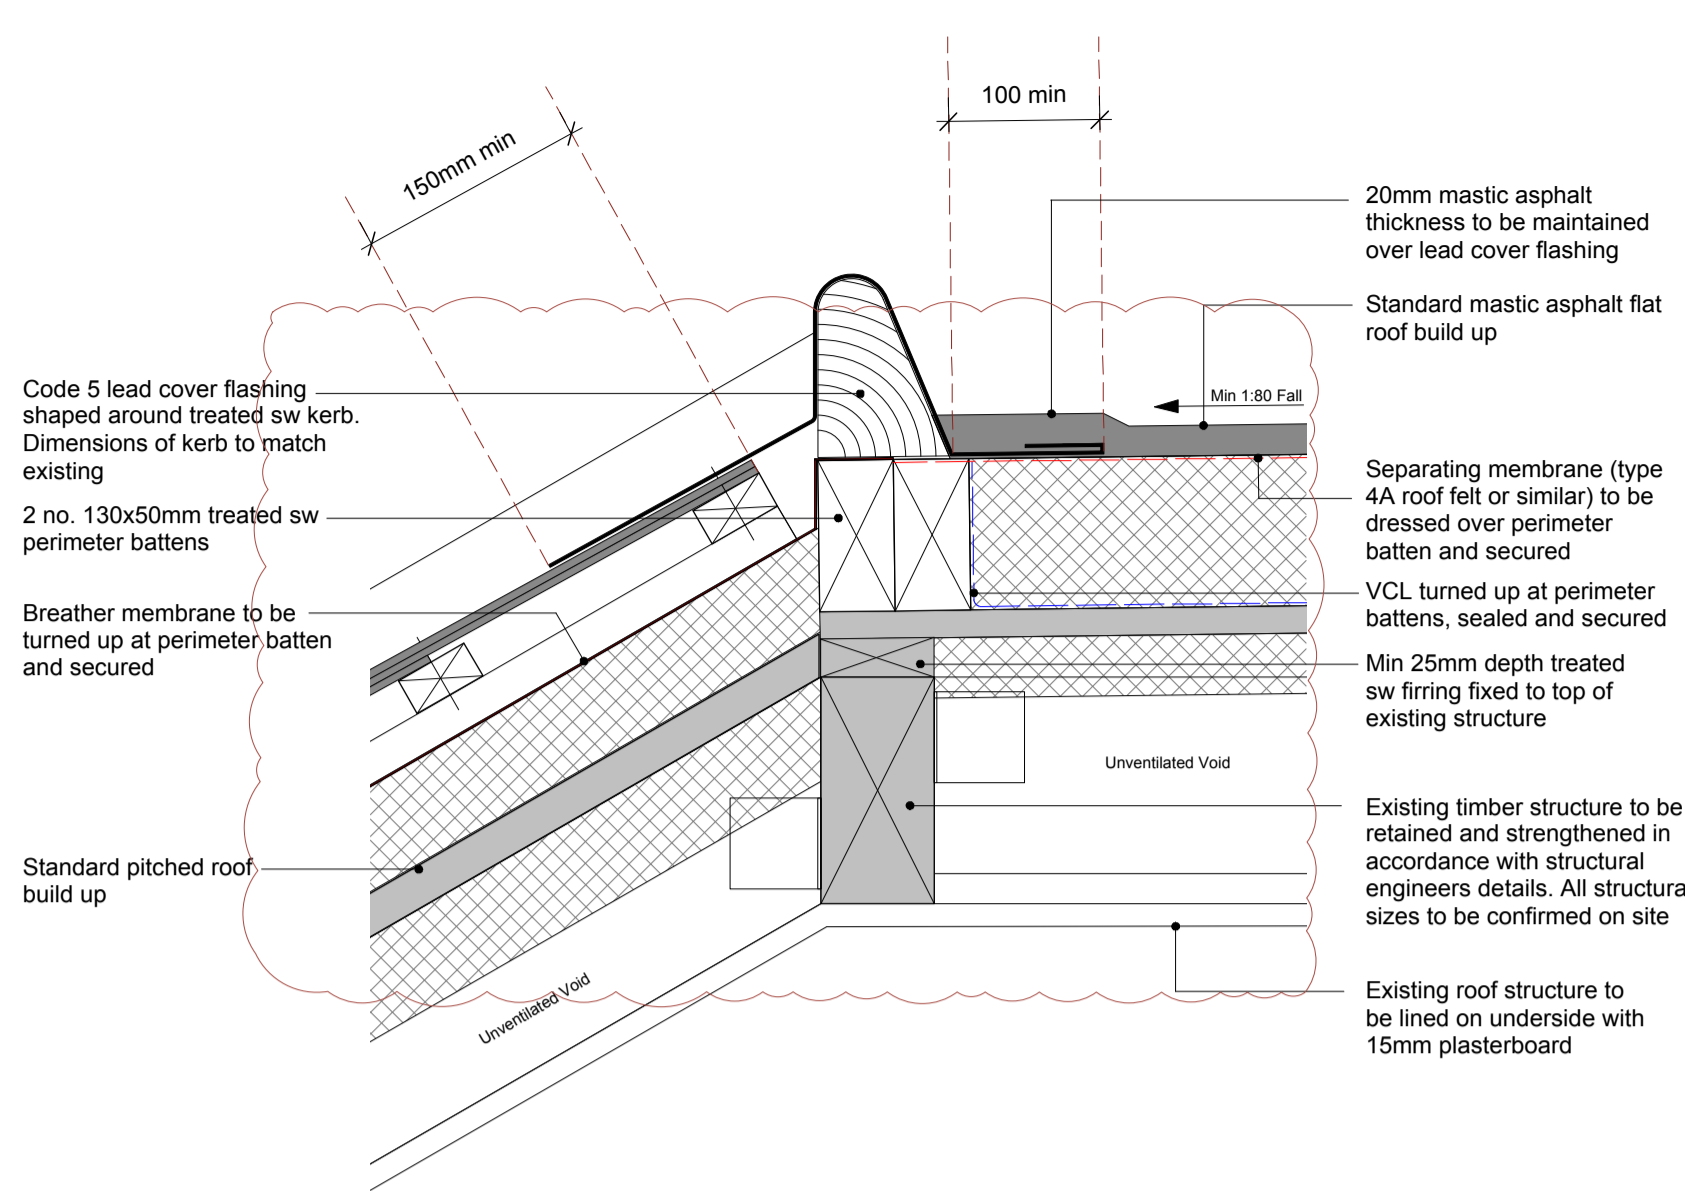 100 min
150mm min
20mm mastic asphalt
thickness to be maintained
over lead cover flashing
Standard mastic asphalt flat
roof build up
Min 1:80 Fall
Code 5 lead cover flashing
shaped around treated sw kerb.
Dimensions of kerb to match
existing
2 no. 130x50mm treated sw
perimeter battens
Breather membrane to be
turned up at perimeter batten
and secured
Standard pitched roof
build up
Separating membrane (type
4A roof felt or similar) to be
dressed over perimeter
batten and secured
VCL turned up at perimeter
battens, sealed and secured
Min 25mm depth treated
sw firring fixed to top of
existing structure
Unventilated Void
Existing timber structure to be
retained and strengthened in
accordance with structural
engineers details. All structura
sizes to be confirmed on site
Unventilated Void
Existing roof structure to
be lined on underside with
15mm plasterboard